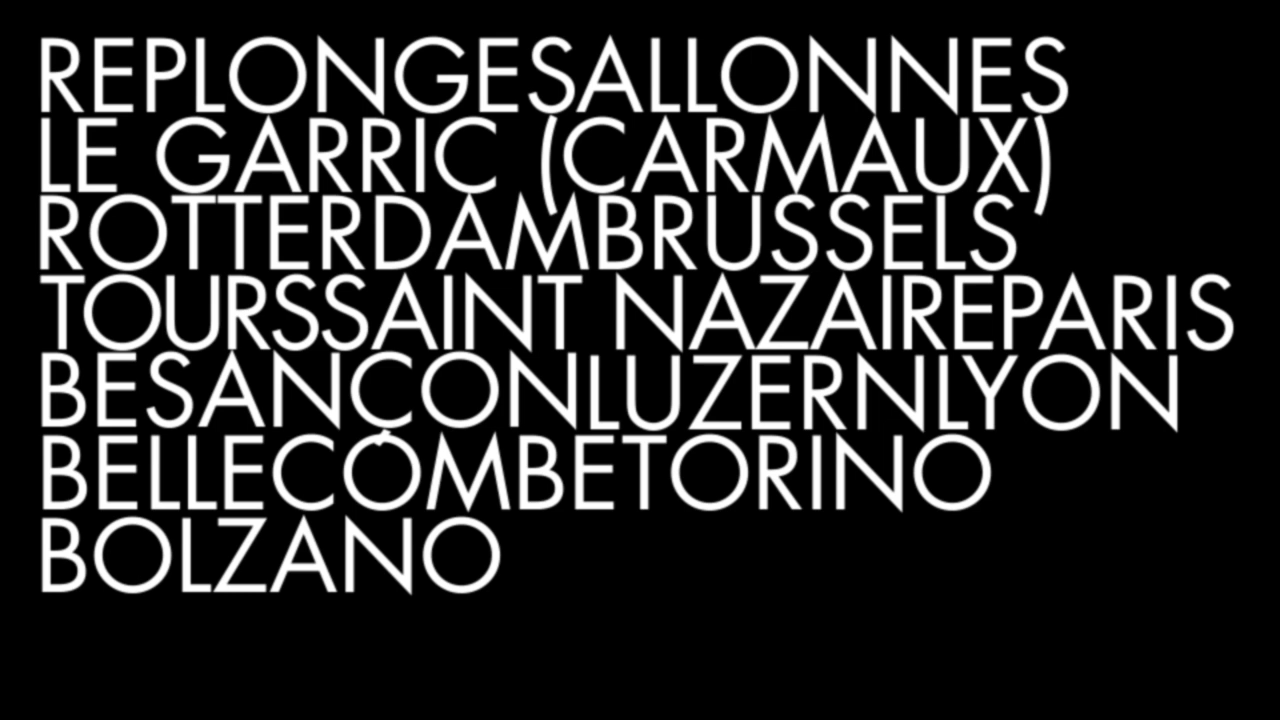 REPLONGESALLONNES
LE GARRIC (CARMAUX)
ROTTERDAMBRUSSELS
TOURSSAINT NAZAIREPARIS
BESANÇONLUZERNLYON
BELLECOMBETORINO
BOLZANO